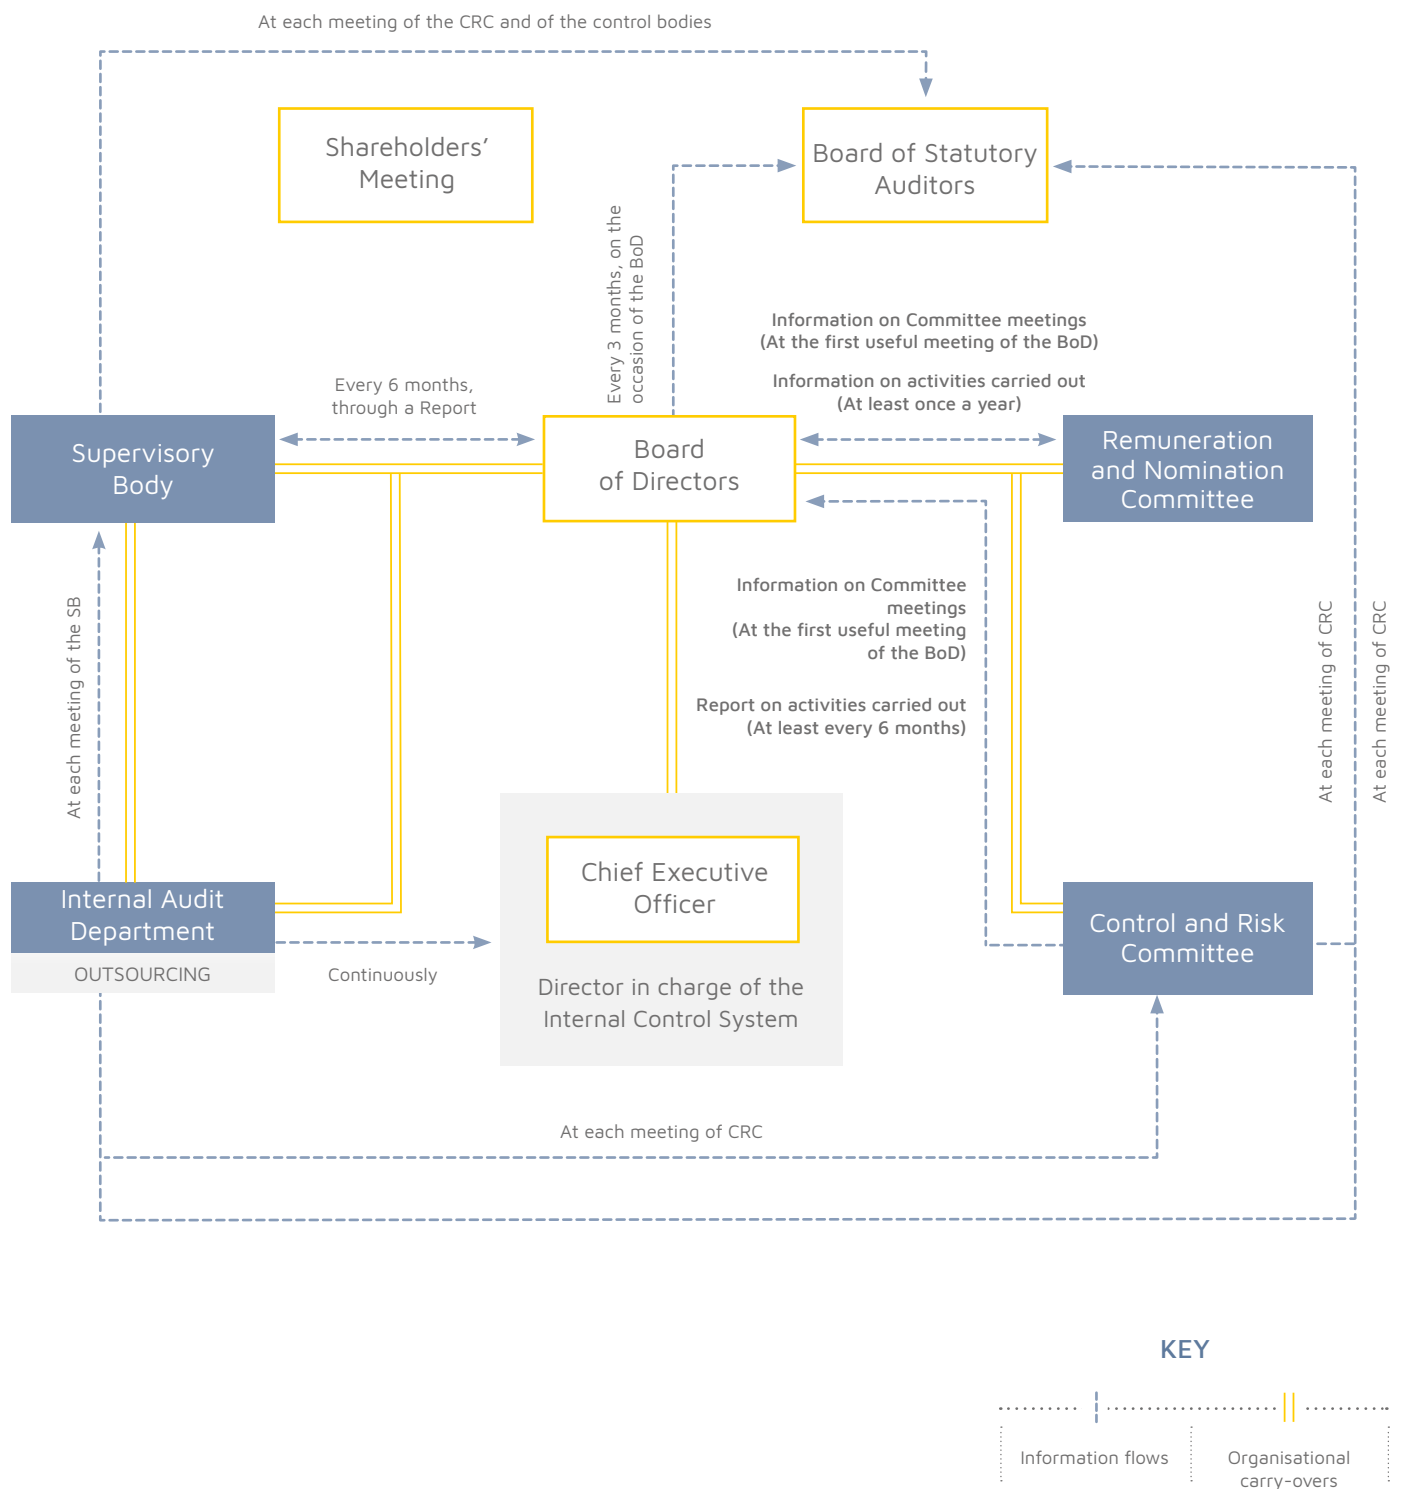 At each meeting of the CRC and of the control bodies
Shareholders’
Meeting
Board of Statutory
Auditors
Every 3 months, on the
occasion of the BoD
Information on Committee meetings
(At the first useful meeting of the BoD)
Information on activities carried out
(At least once a year)
Every 6 months,
through a Report
Supervisory
Body
Board
of Directors
Remuneration
and Nomination
Committee
Information on Committee
meetings
(At the first useful meeting
of the BoD)
Report on activities carried out
(At least every 6 months)
At each meeting of the SB
At each meeting of CRC
At each meeting of CRC
Internal Audit
Department
OUTSOURCING
Continuously
Chief Executive
Officer
Director in charge of the
Internal Control System
Control and Risk
Committee
At each meeting of CRC
KEY
Information flows
Organisational
carry-overs